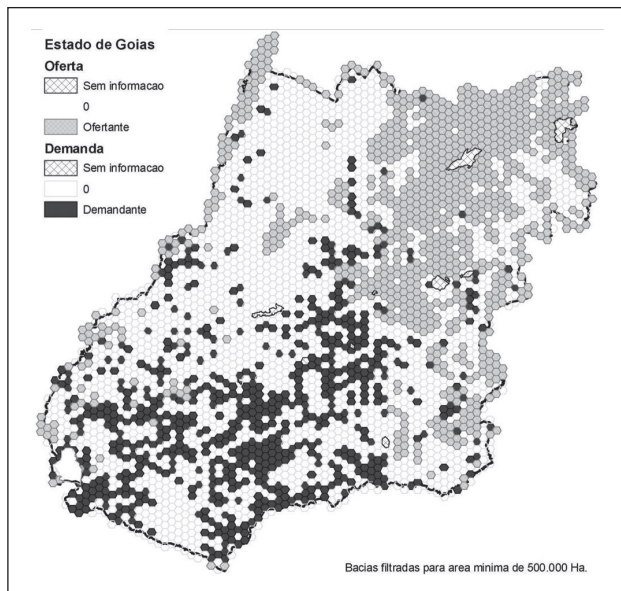 Estado de Goias
Oferta
Sem informacao
0
Ofertante
Demanda
Sem informacao
0
Demandante
Bacias filtradas para area minima de 500.000 Ha.